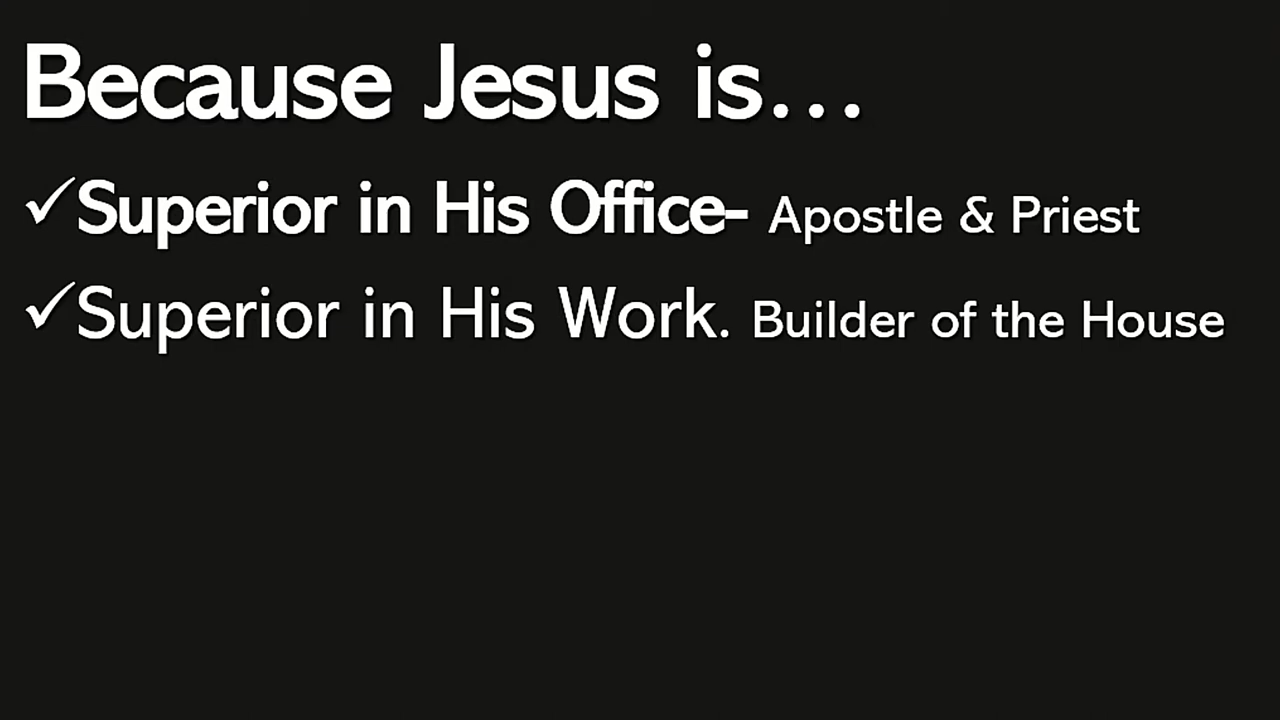 Because Jesus is...
✓Superior in His Office- Apostle & Priest
✓Superior in His Work. Builder of the House